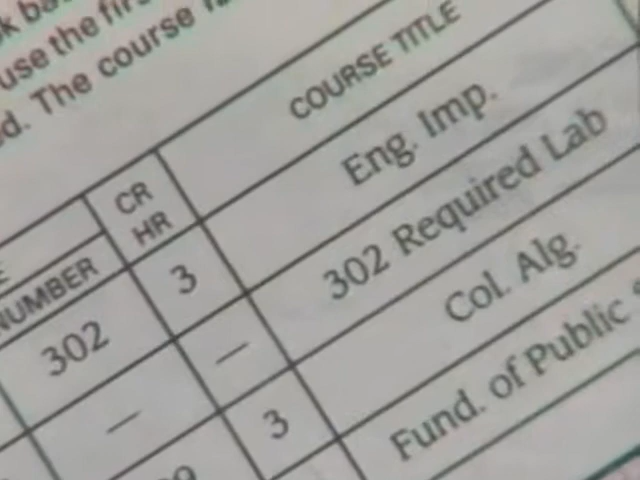 use the
d. The course
COURSE TITLE
CR
HR
NUMBER
302 3 Eng. Imp.
— — 302 Required Lab
3 Col. Alg.
Fund. of Public